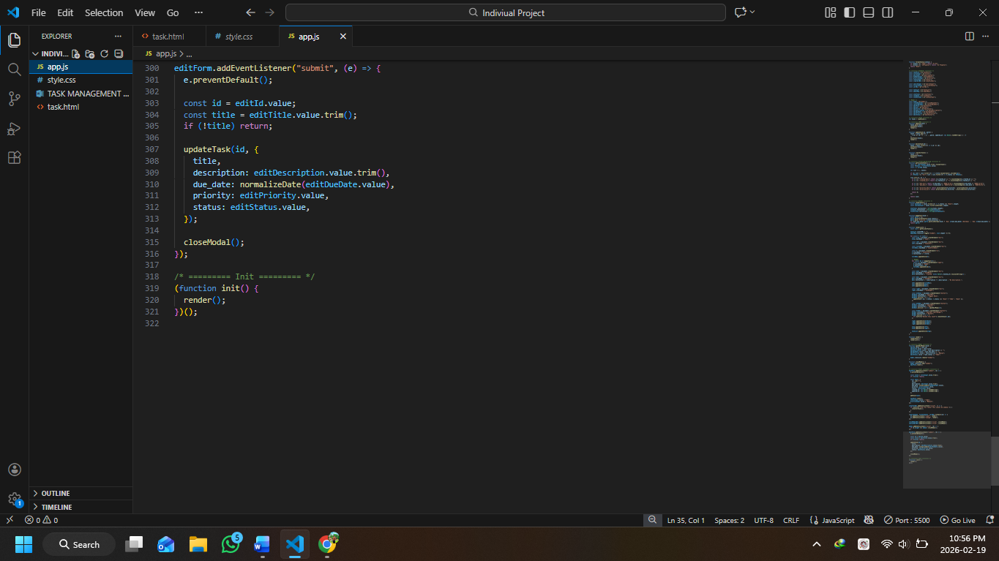 File Edit Selection View Go ···
Indiviual Project
EXPLORER
INDIVI...
JS app.js
# style.css
TASK MANAGEMENT ...
<> task.html
OUTLINE
TIMELINE
<> task.html
# style.css
JS app.js
JS app.js > ...
300 editForm.addEventListener("submit", (e) => {
301 e.preventDefault();
302
303 const id = editId.value;
304 const title = editTitle.value.trim();
305 if (!title) return;
306
307 updateTask(id, {
308 title,
309 description: editDescription.value.trim(),
310 due_date: normalizeDate(editDueDate.value),
311 priority: editPriority.value,
312 status: editStatus.value,
313 });
314
315 closeModal();
316 });
317
318 /* ========= Init ========= */
319 (function init() {
320 render();
321 })();
322
1
0 0
Ln 35, Col 1 Spaces: 2 UTF-8 CRLF {} JavaScript Port : 5500 Go Live
Search
5
10:56 PM
2026-02-19